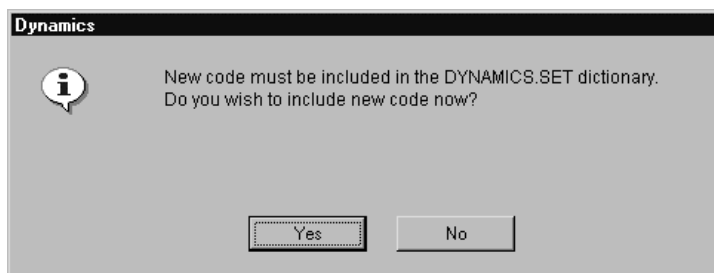 Dynamics
New code must be included in the DYNAMICS.SET dictionary.
Do you wish to include new code now?
Yes
No